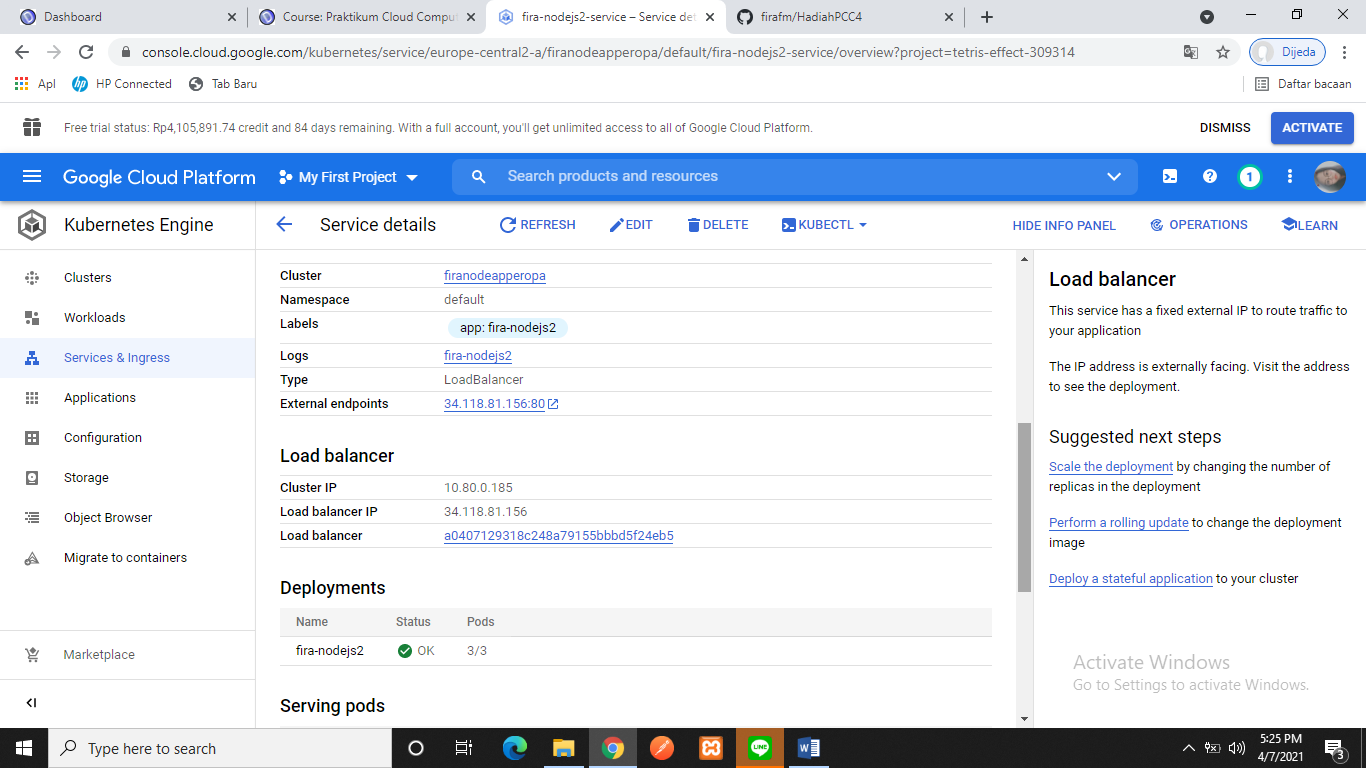 Dashboard
Course: Praktikum Cloud Comput
fira-nodejs2-service – Service det
firafm/HadiahPCC4
console.cloud.google.com/kubernetes/service/europe-central2-a/firanodeapperopa/default/fira-nodejs2-service/overview?project=tetris-effect-309314
Dijeda
Apl
HP Connected
Tab Baru
Daftar bacaan
Free trial status: Rp4,105,891.74 credit and 84 days remaining. With a full account, you'll get unlimited access to all of Google Cloud Platform.
DISMISS
ACTIVATE
Google Cloud Platform
My First Project
Search products and resources
1
Kubernetes Engine
Service details
REFRESH
EDIT
DELETE
KUBECTL
HIDE INFO PANEL
OPERATIONS
LEARN
Clusters
Workloads
Services & Ingress
Applications
Configuration
Storage
Object Browser
Migrate to containers
Marketplace
Cluster firanodeapperopa
Namespace default
Labels app: fira-nodejs2
Logs fira-nodejs2
Type LoadBalancer
External endpoints 34.118.81.156:80
Load balancer
Cluster IP 10.80.0.185
Load balancer IP 34.118.81.156
Load balancer a0407129318c248a79155bbbd5f24eb5
Deployments
Name Status Pods
fira-nodejs2 OK 3/3
Serving pods
Load balancer
This service has a fixed external IP to route traffic to
your application
The IP address is externally facing. Visit the address
to see the deployment.
Suggested next steps
Scale the deployment by changing the number of
replicas in the deployment
Perform a rolling update to change the deployment
image
Deploy a stateful application to your cluster
Activate Windows
Go to Settings to activate Windows.
Type here to search
LINE
5:25 PM
4/7/2021
3